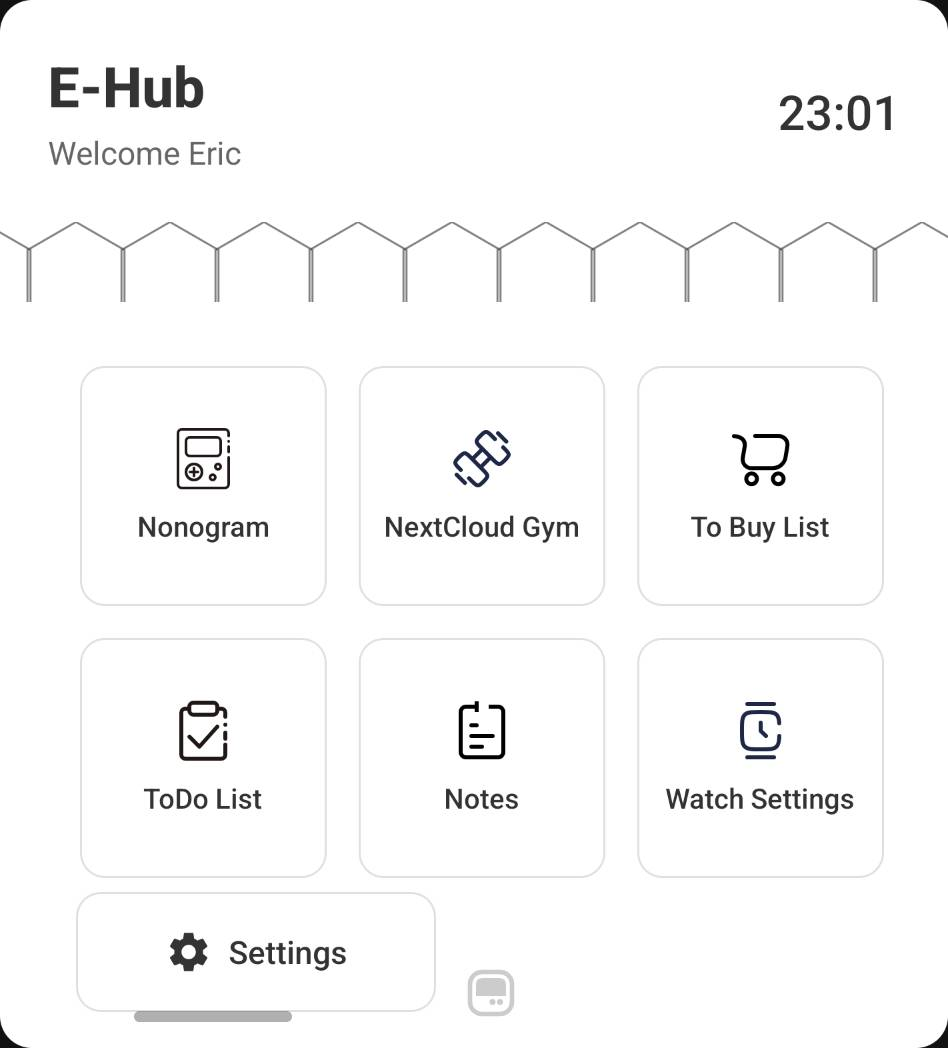 E-Hub
Welcome Eric
23:01
Nonogram
NextCloud Gym
To Buy List
ToDo List
Notes
Watch Settings
Settings